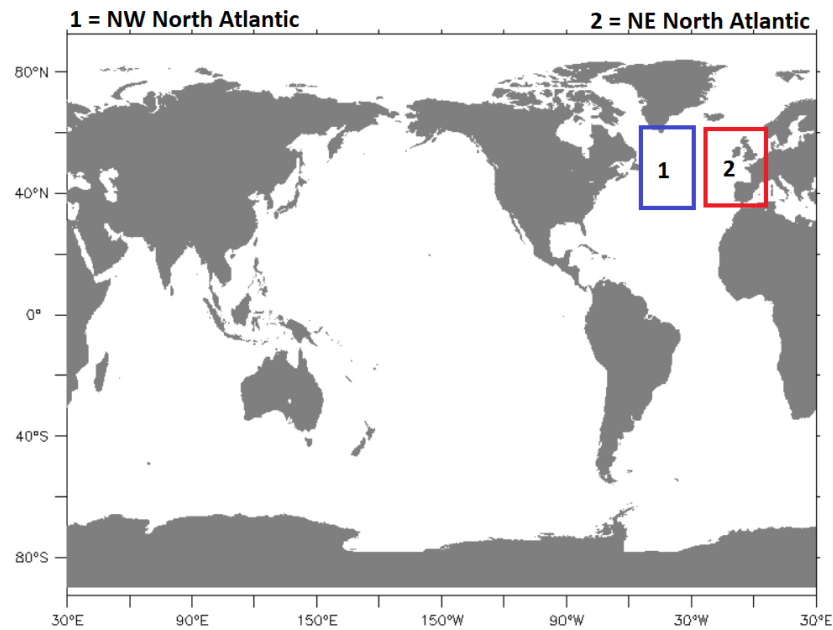 1 = NW North Atlantic
2 = NE North Atlantic
80°N
40°N
0°
40°S
80°S
1
2
30°E
90°E
150°E
150°W
90°W
30°W
30°E